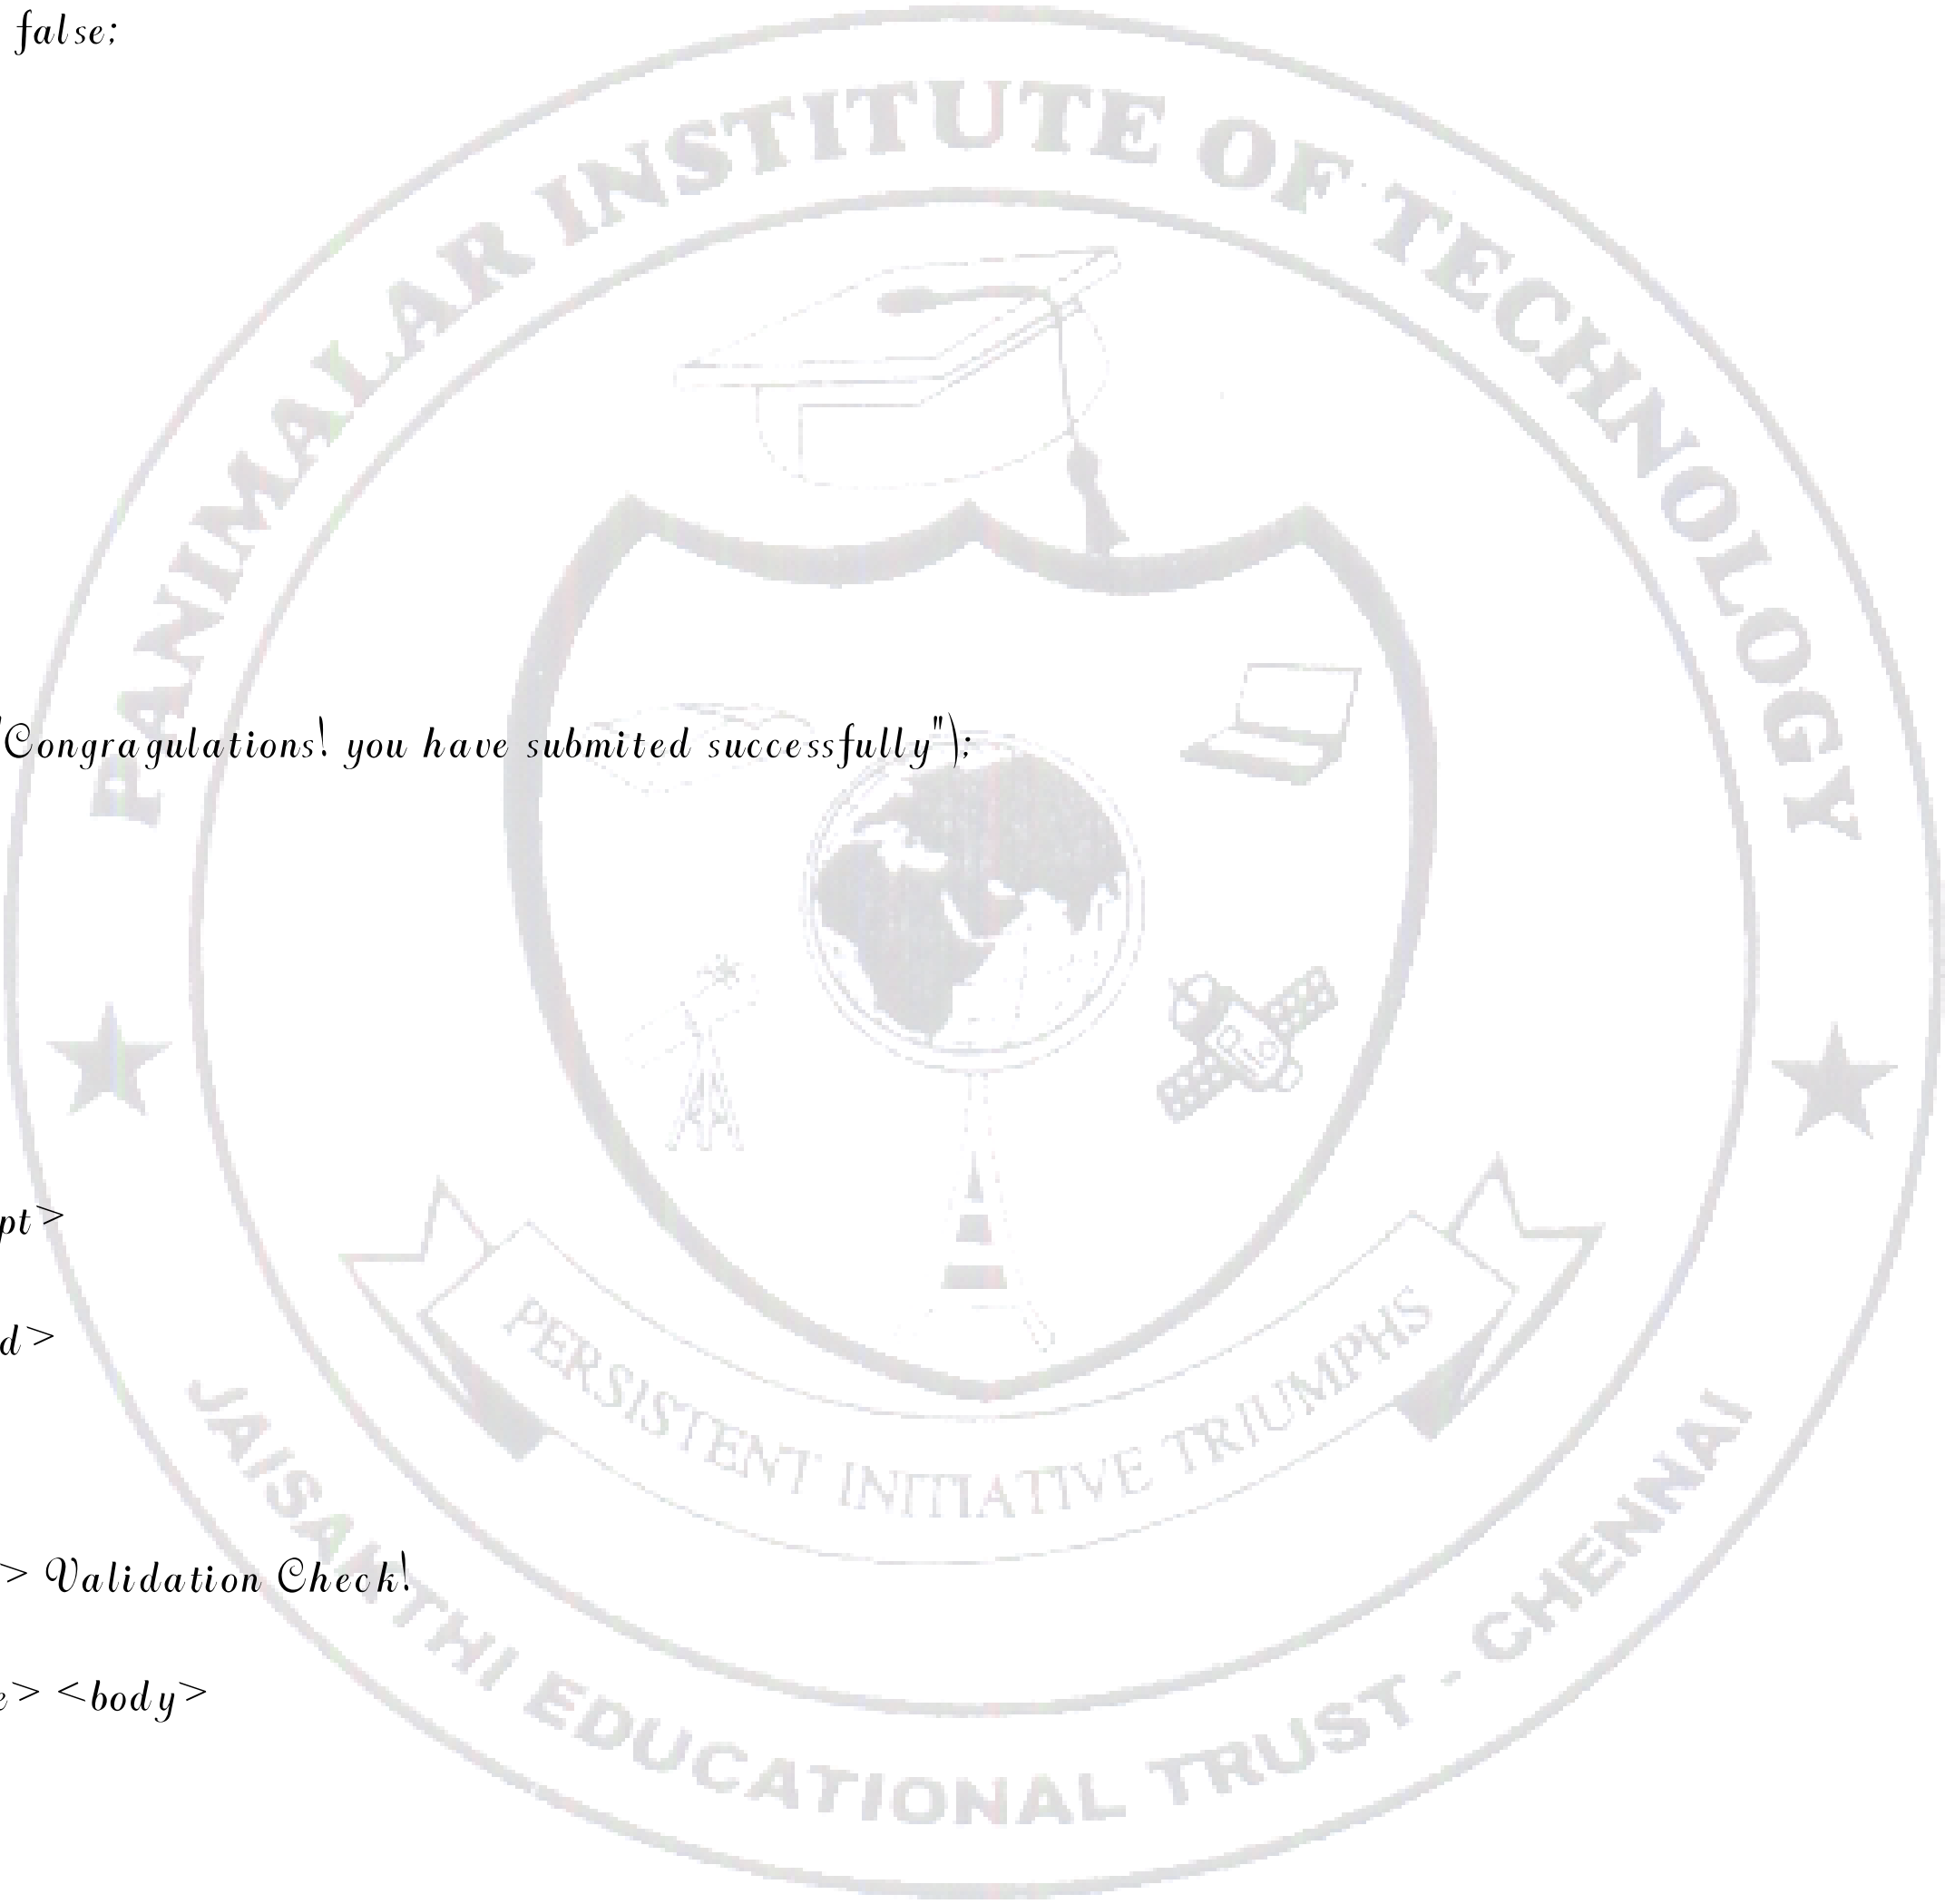 false;
PANIMALAR INSTITUTE OF TECHNOLOGY
Congragulations! you have submited successfully");
pt>
d>
PERSISTENT INITIATIVE TRIUMPHS
> Validation Check!
e> <body>
JAISAKTHI EDUCATIONAL TRUST - CHENNAI